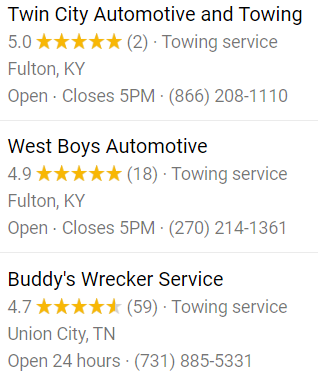 Twin City Automotive and Towing
5.0 ★★★★★ (2) · Towing service
Fulton, KY
Open · Closes 5PM · (866) 208-1110
West Boys Automotive
4.9 ★★★★★ (18) · Towing service
Fulton, KY
Open · Closes 5PM · (270) 214-1361
Buddy's Wrecker Service
4.7 ★★★★★ (59) · Towing service
Union City, TN
Open 24 hours · (731) 885-5331